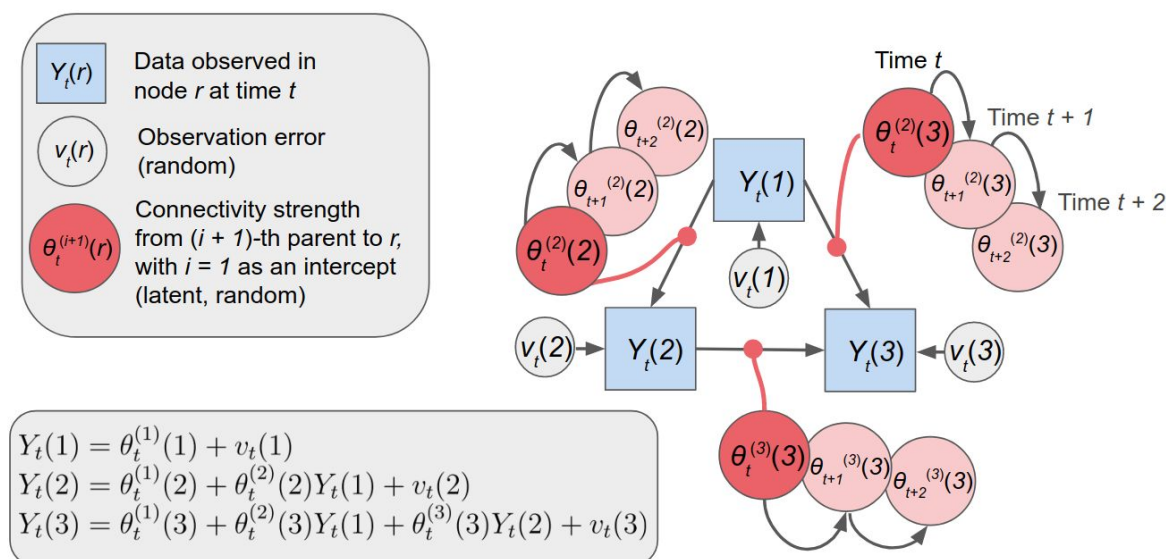 Y_t(r)
Data observed in
node r at time t
v_t(r)
Observation error
(random)
θ_t^(i+1)(r)
Connectivity strength
from (i + 1)-th parent to r,
with i = 1 as an intercept
(latent, random)
Time t
Time t + 1
Time t + 2
θ_{t+2}^(2)(2)
θ_{t+1}^(2)(2)
θ_t^(2)(2)
Y_t(1)
θ_t^(2)(3)
θ_{t+1}^(2)(3)
θ_{t+2}^(2)(3)
v_t(1)
v_t(2)
Y_t(2)
Y_t(3)
v_t(3)
θ_t^(3)(3)
θ_{t+1}^(3)(3)
θ_{t+2}^(3)(3)
Y_t(1) = θ_t^(1)(1) + v_t(1)
Y_t(2) = θ_t^(1)(2) + θ_t^(2)(2)Y_t(1) + v_t(2)
Y_t(3) = θ_t^(1)(3) + θ_t^(2)(3)Y_t(1) + θ_t^(3)(3)Y_t(2) + v_t(3)